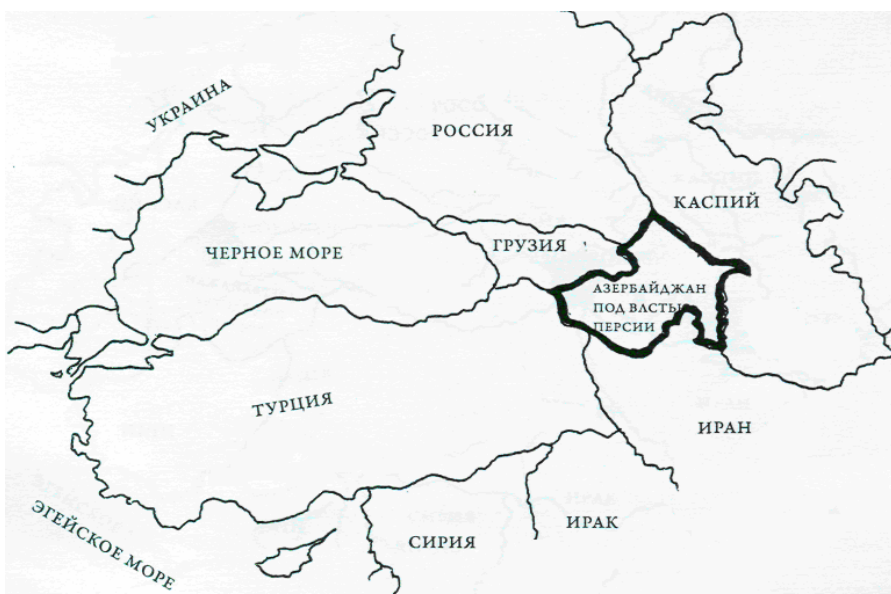 УКРАИНА
РОССИЯ
КАСПИЙ
ЧЕРНОЕ МОРЕ
ГРУЗИЯ
АЗЕРБАЙДЖАН
ПОД ВЛАСТЬЮ
ПЕРСИИ
ТУРЦИЯ
ИРАН
ЭГЕЙСКОЕ МОРЕ
СИРИЯ
ИРАК